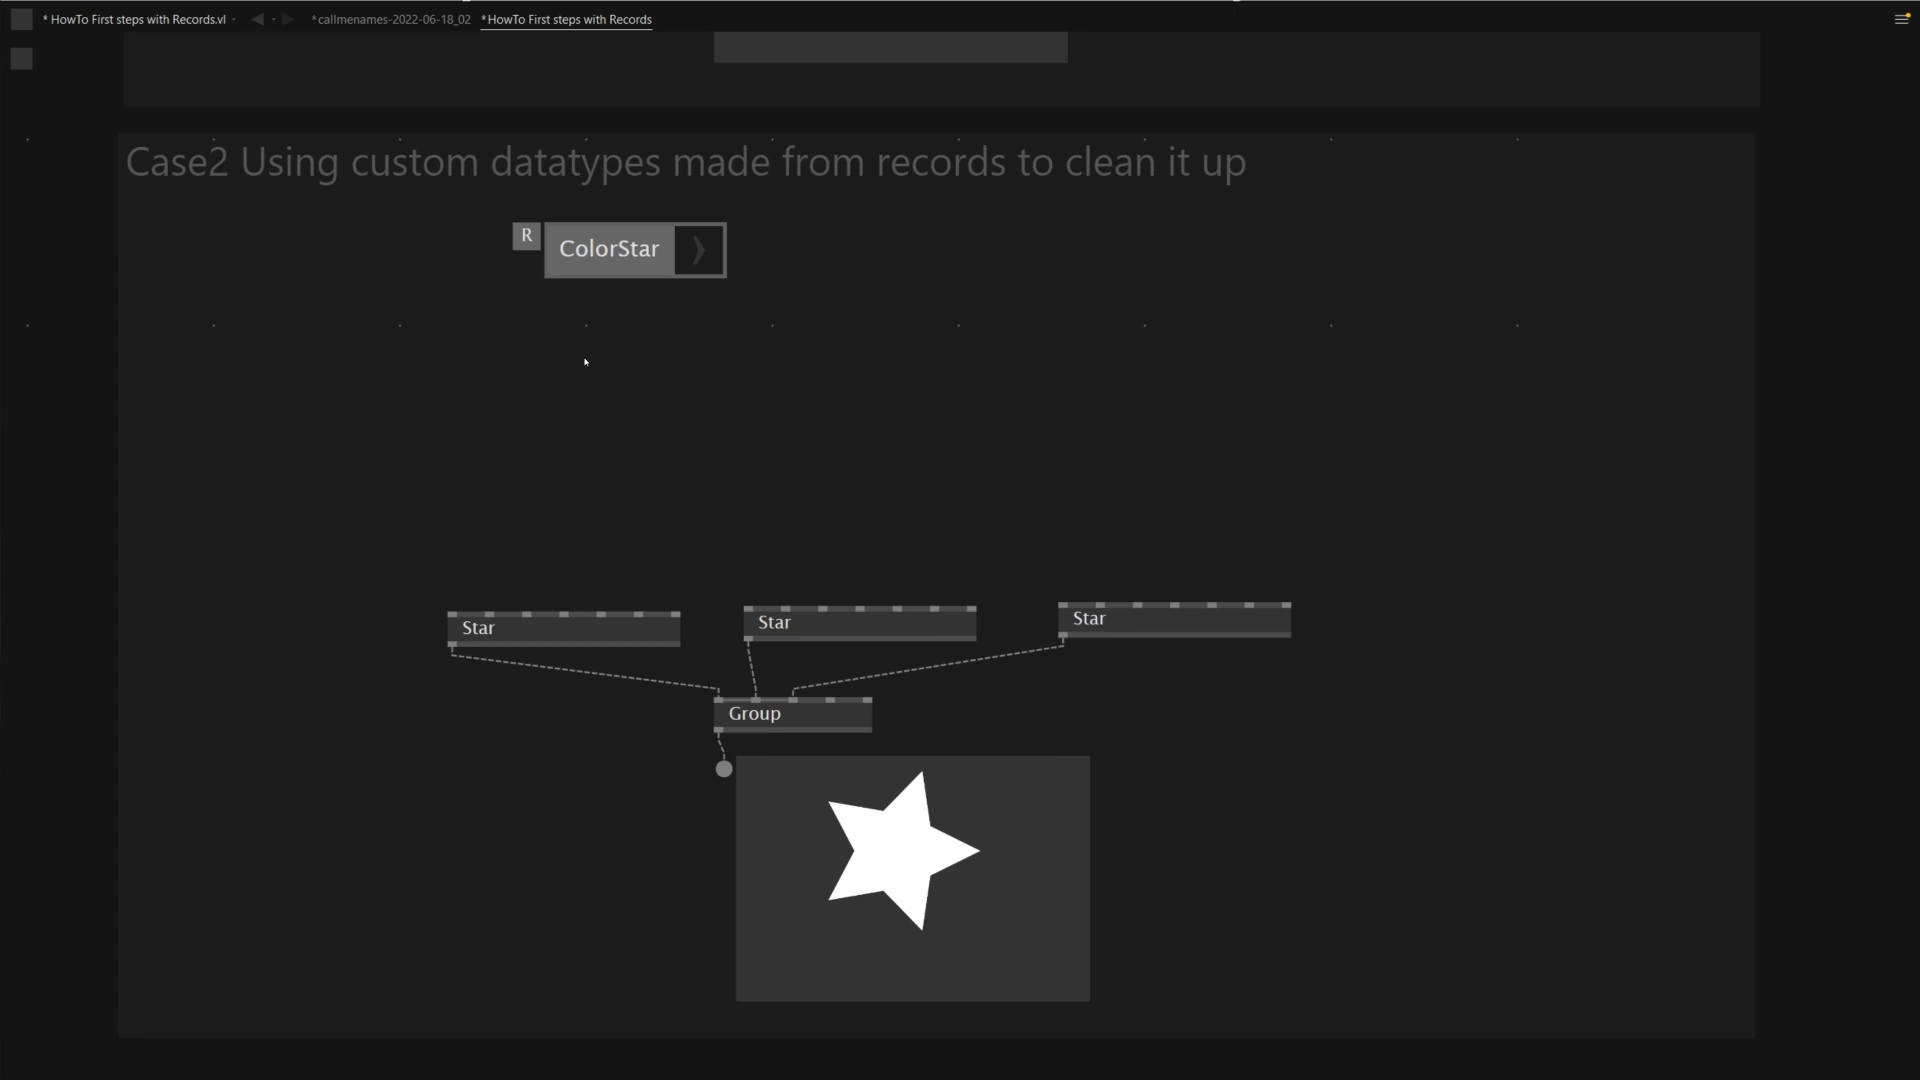 * HowTo First steps with Records.vl
*callmenames-2022-06-18_02
*HowTo First steps with Records
Case2 Using custom datatypes made from records to clean it up
R
ColorStar
Star
Star
Star
Group